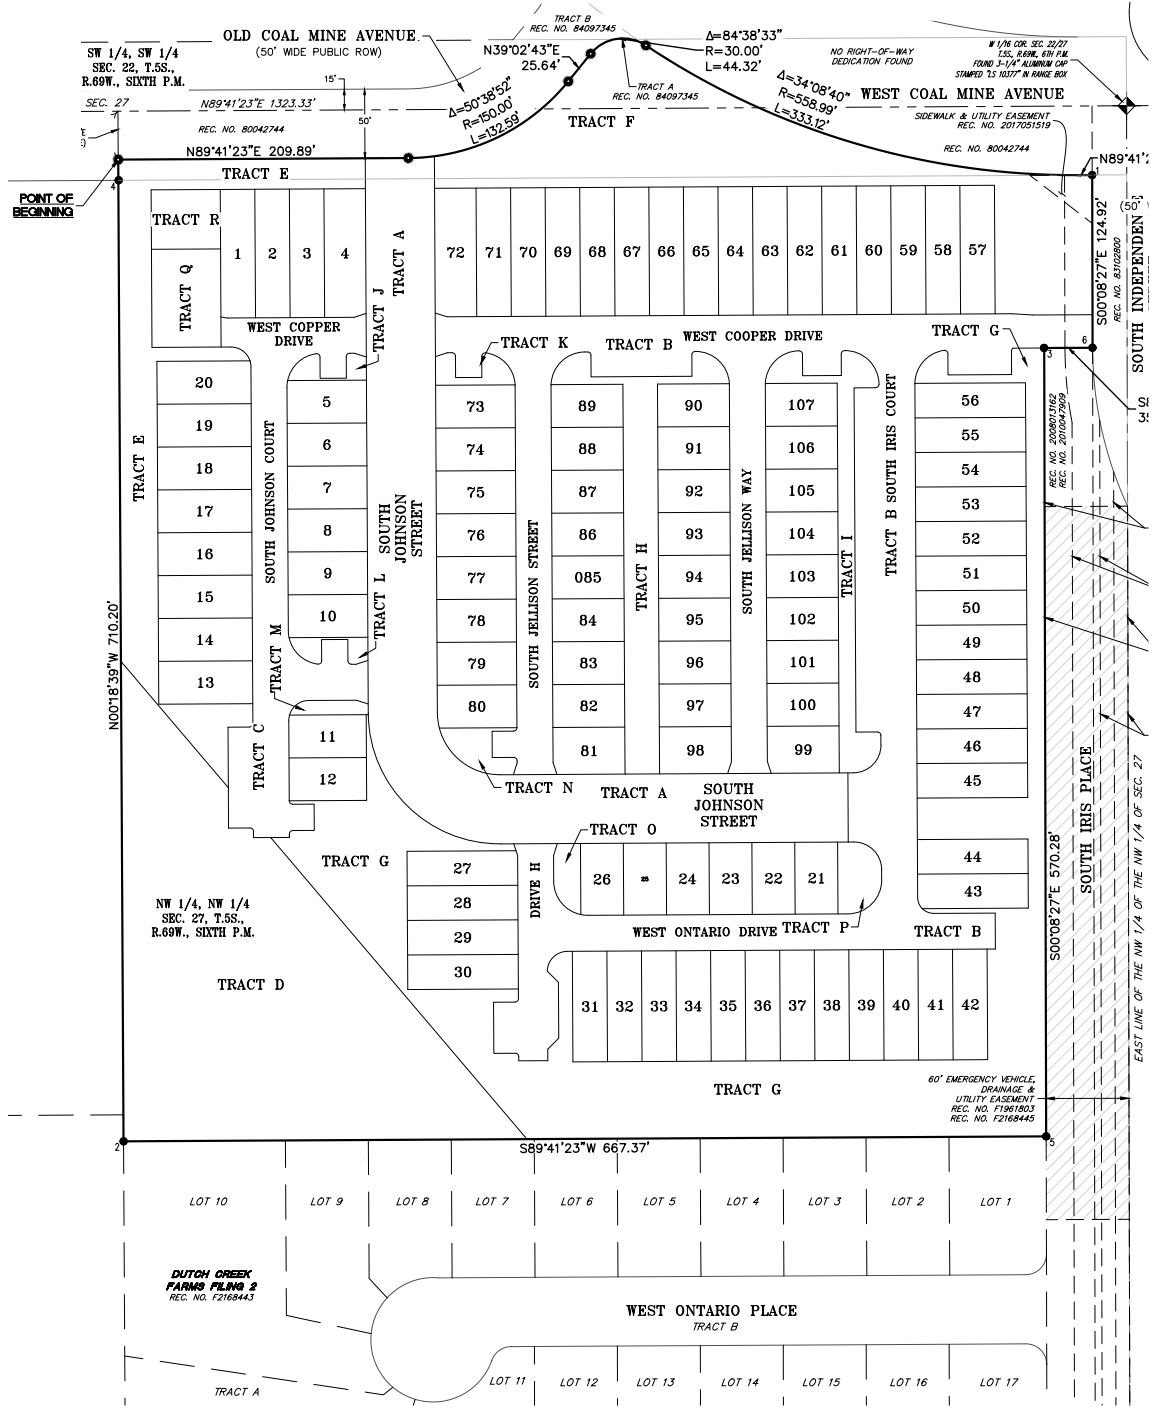 TRACT B
REC. NO. 84097345
OLD COAL MINE AVENUE
(50' WIDE PUBLIC ROW)
SW 1/4, SW 1/4
SEC. 22, T.5S.,
R.69W., SIXTH P.M.
N39°02'43"E
25.64'
Δ=84°38'33"
R=30.00'
L=44.32'
NO RIGHT-OF-WAY
DEDICATION FOUND
W 1/16 COR. SEC. 22/27
T.5S., R.69W., 6TH P.M.
FOUND 3-1/4" ALUMINUM CAP
STAMPED "LS 10377" IN RANGE BOX
15'
SEC. 27
N89°41'23"E 1323.33'
50'
REC. NO. 80042744
Δ=50°38'52"
R=150.00'
L=132.59'
TRACT A
REC. NO. 84097345
TRACT F
Δ=34°08'40"
R=558.99'
L=333.12'
WEST COAL MINE AVENUE
SIDEWALK & UTILITY EASEMENT
REC. NO. 2017051519
REC. NO. 80042744
N89°41'2
N89°41'23"E 209.89'
TRACT E
1
4
POINT OF
BEGINNING
TRACT R
TRACT Q
1 2 3 4
TRACT A
72 71 70 69 68 67 66 65 64 63 62 61 60 59 58 57
S00°08'27"E 124.92'
REC. NO. 83102800
(50'
SOUTH INDEPENDEN
TRACT J
WEST COPPER
DRIVE
TRACT K
TRACT B
WEST COOPER DRIVE
TRACT G
3
6
20
19
18
17
16
15
14
13
TRACT E
SOUTH JOHNSON COURT
5
6
7
8
9
10
TRACT L
SOUTH
JOHNSON
STREET
TRACT M
11
12
TRACT C
73
74
75
76
77
78
79
80
SOUTH JELLISON STREET
89
88
87
86
085
84
83
82
81
TRACT H
90
91
92
93
94
95
96
97
98
SOUTH JELLISON WAY
107
106
105
104
103
102
101
100
99
TRACT I
TRACT B SOUTH IRIS COURT
56
55
54
53
52
51
50
49
48
47
46
45
44
43
REC. NO. 2008013162
REC. NO. 2010047909
N00°18'39"W 710.20'
TRACT N
TRACT A
SOUTH
JOHNSON
STREET
TRACT O
26 25 24 23 22 21
DRIVE H
TRACT G
27
28
29
30
WEST ONTARIO DRIVE
TRACT P
TRACT B
31 32 33 34 35 36 37 38 39 40 41 42
NW 1/4, NW 1/4
SEC. 27, T.5S.,
R.69W., SIXTH P.M.
TRACT D
TRACT G
S00°08'27"E 570.28'
SOUTH IRIS PLACE
EAST LINE OF THE NW 1/4 OF THE NW 1/4 OF SEC. 27
60' EMERGENCY VEHICLE,
DRAINAGE &
UTILITY EASEMENT
REC. NO. F1961803
REC. NO. F2168445
2
S89°41'23"W 667.37'
5
LOT 10 LOT 9 LOT 8 LOT 7 LOT 6 LOT 5 LOT 4 LOT 3 LOT 2 LOT 1
DUTCH CREEK
FARMS FILING 2
REC. NO. F2168443
WEST ONTARIO PLACE
TRACT B
TRACT A
LOT 11 LOT 12 LOT 13 LOT 14 LOT 15 LOT 16 LOT 17